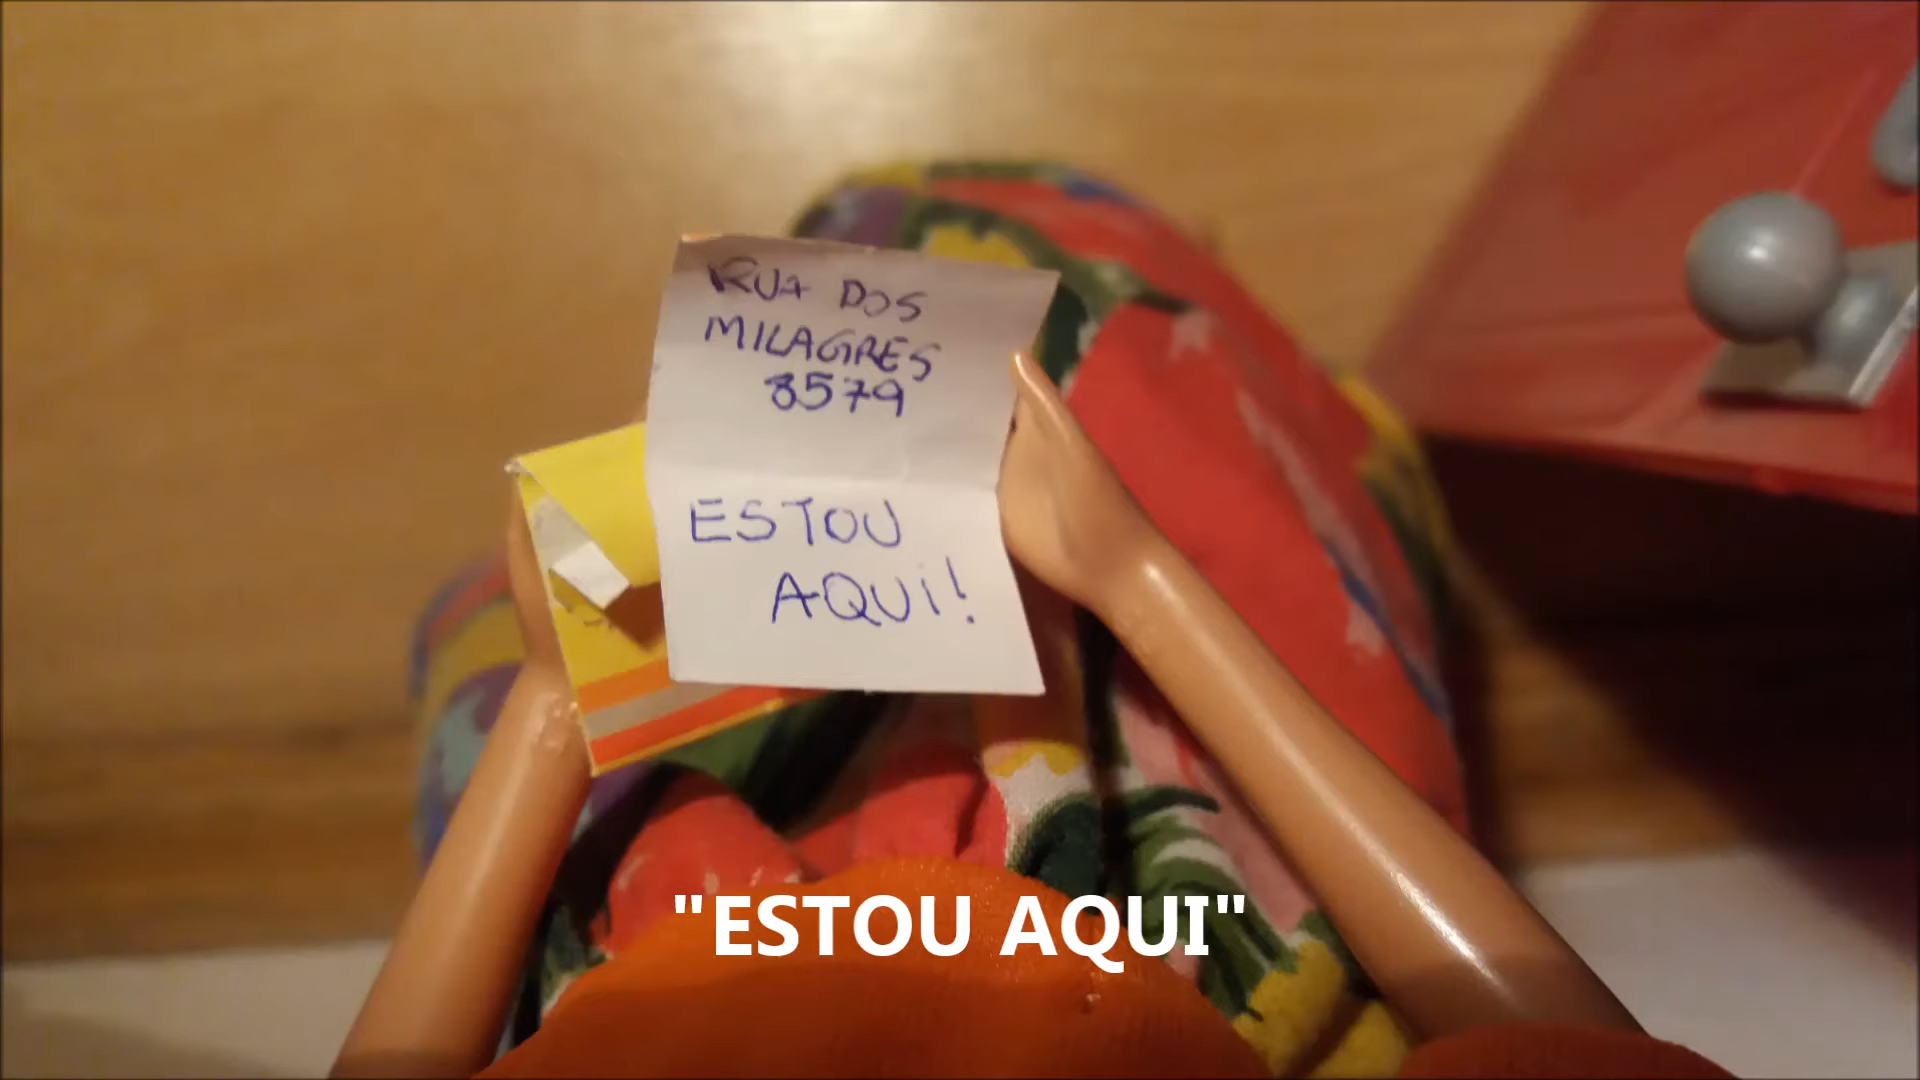 RUA DOS
MILAGRES
8579
ESTOU
AQUi!
"ESTOU AQUI"